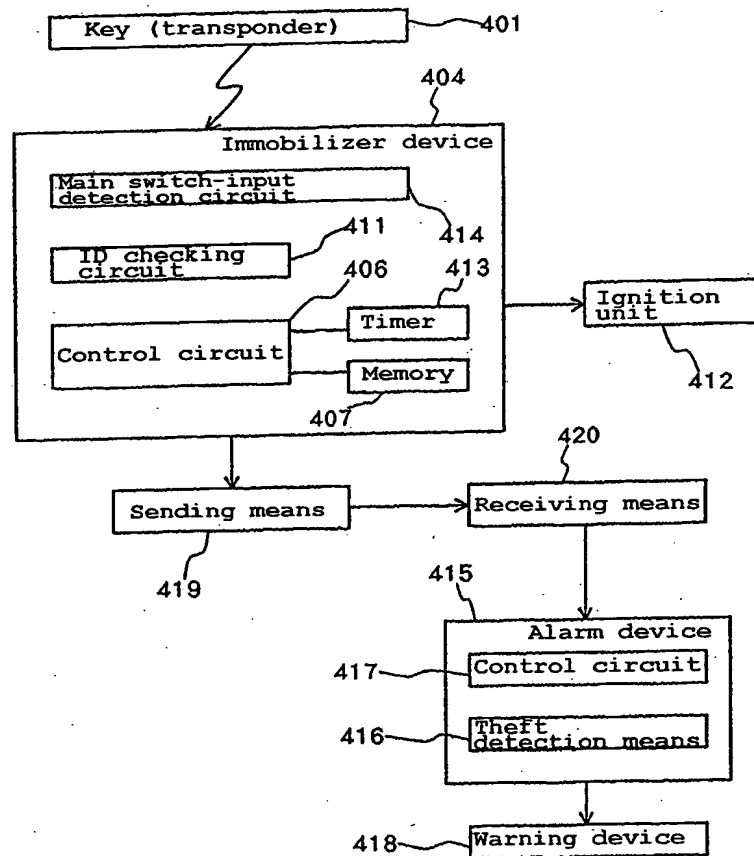 Key (transponder)
401
404
Immobilizer device
Main switch-input
detection circuit
414
411
ID checking
circuit
406
413
Timer
Ignition
unit
Control circuit
Memory
412
407
420
Sending means
Receiving means
419
415
Alarm device
417
Control circuit
416
Theft
detection means
418
Warning device